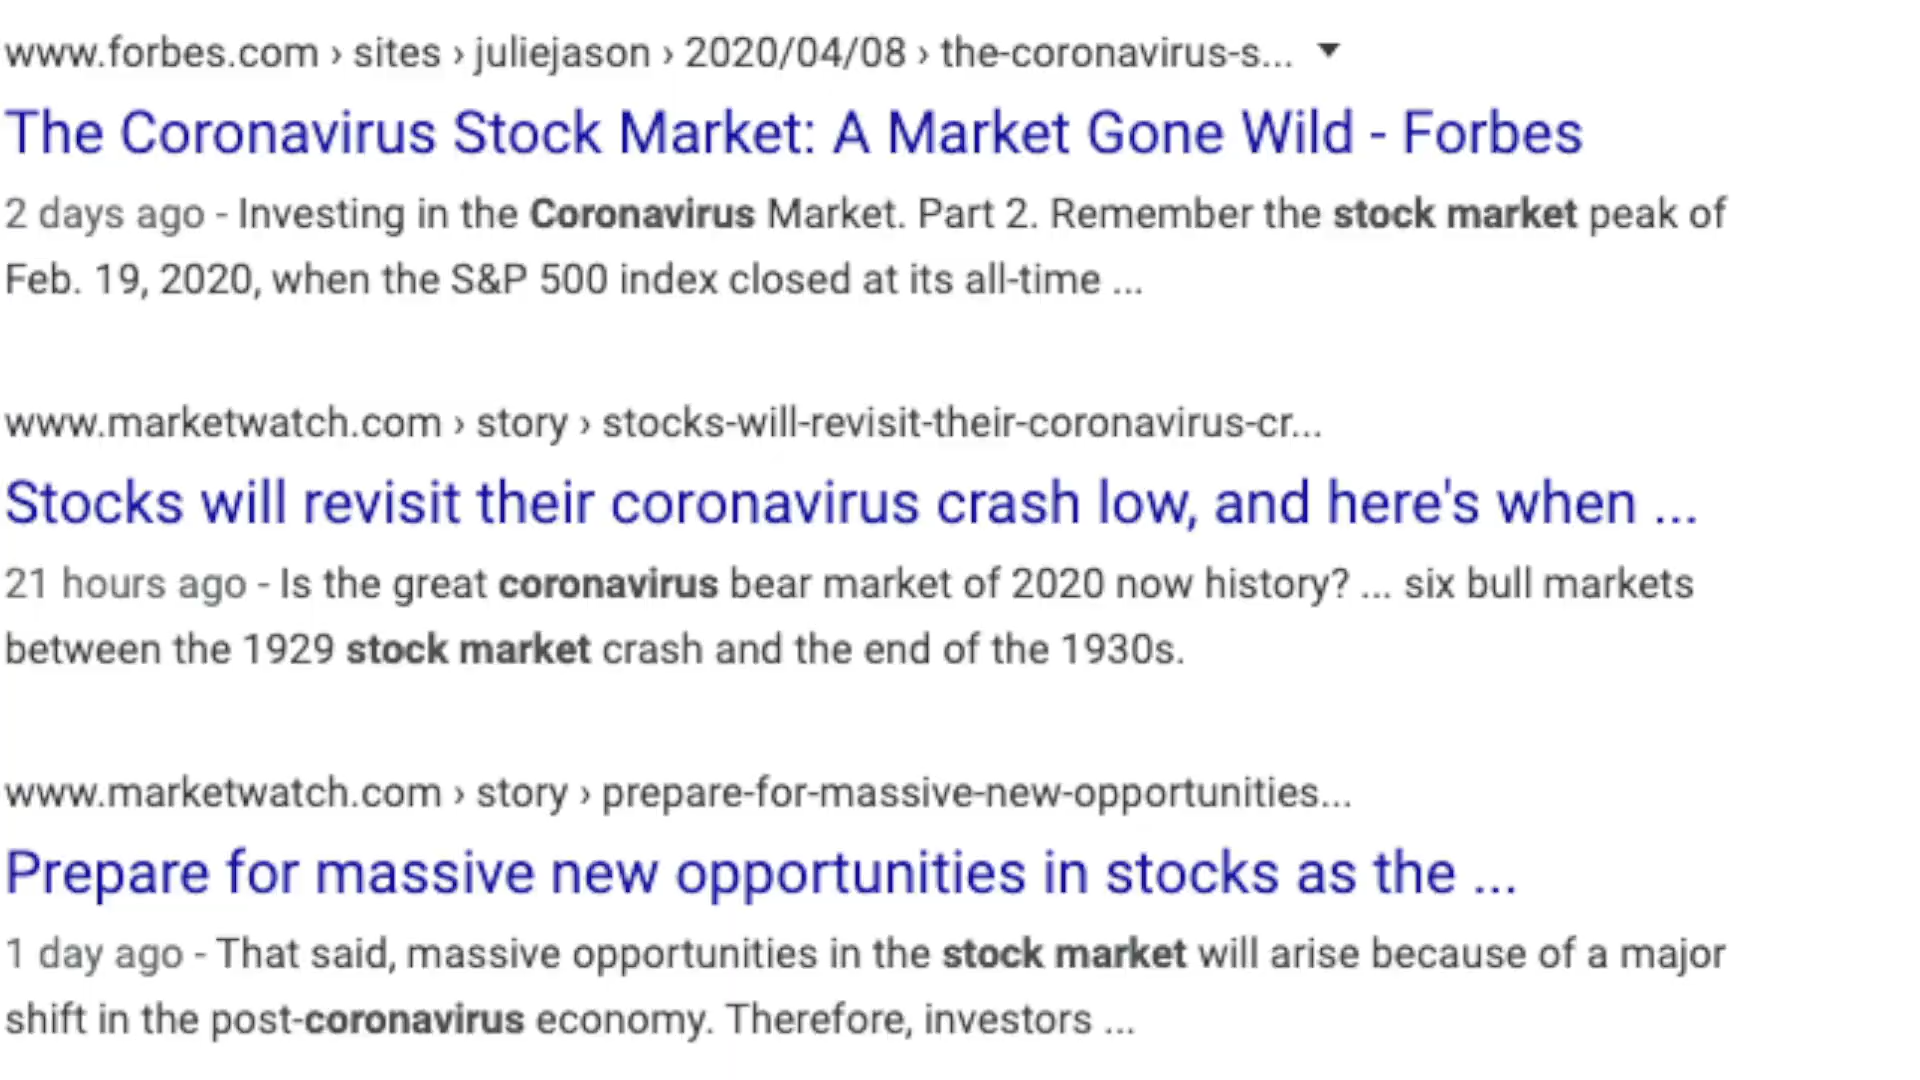 www.forbes.com › sites › juliejason › 2020/04/08 › the-coronavirus-s...
The Coronavirus Stock Market: A Market Gone Wild - Forbes
2 days ago - Investing in the Coronavirus Market. Part 2. Remember the stock market peak of
Feb. 19, 2020, when the S&P 500 index closed at its all-time ...
www.marketwatch.com › story › stocks-will-revisit-their-coronavirus-cr...
Stocks will revisit their coronavirus crash low, and here's when ...
21 hours ago - Is the great coronavirus bear market of 2020 now history? ... six bull markets
between the 1929 stock market crash and the end of the 1930s.
www.marketwatch.com › story › prepare-for-massive-new-opportunities...
Prepare for massive new opportunities in stocks as the ...
1 day ago - That said, massive opportunities in the stock market will arise because of a major
shift in the post-coronavirus economy. Therefore, investors ...